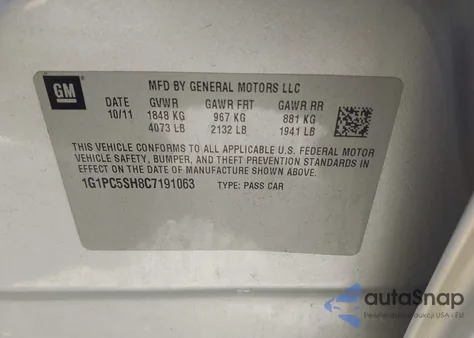 GM
MFD BY GENERAL MOTORS LLC
DATE GVWR GAWR FRT GAWR RR
10/11 1848 KG 967 KG 881 KG
4073 LB 2132 LB 1941 LB
THIS VEHICLE CONFORMS TO ALL APPLICABLE U.S. FEDERAL MOTOR
VEHICLE SAFETY, BUMPER, AND THEFT PREVENTION STANDARDS IN
EFFECT ON THE DATE OF MANUFACTURE SHOWN ABOVE.
1G1PC5SH8C7191063 TYPE: PASS CAR
autoSnap